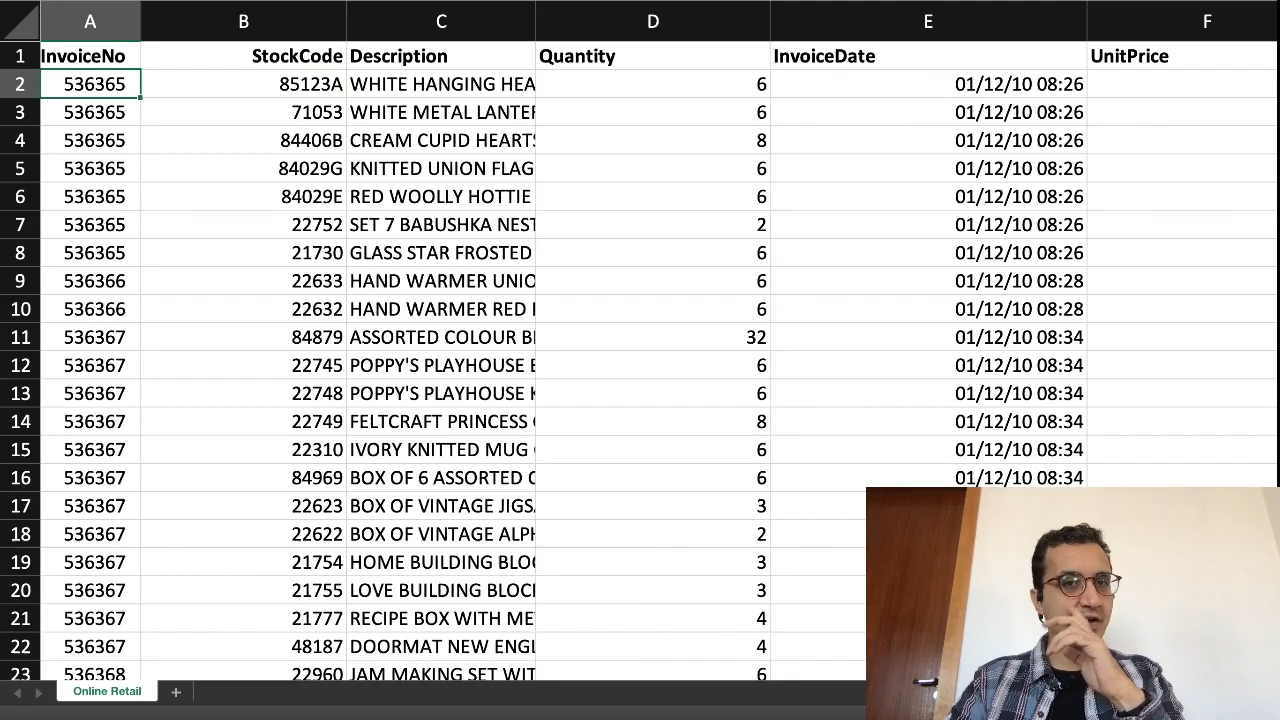 A B C D E F
1 InvoiceNo StockCode Description Quantity InvoiceDate UnitPrice
2 536365 85123A WHITE HANGING HEA 6 01/12/10 08:26
3 536365 71053 WHITE METAL LANTER 6 01/12/10 08:26
4 536365 84406B CREAM CUPID HEARTS 8 01/12/10 08:26
5 536365 84029G KNITTED UNION FLAG 6 01/12/10 08:26
6 536365 84029E RED WOOLLY HOTTIE 6 01/12/10 08:26
7 536365 22752 SET 7 BABUSHKA NEST 2 01/12/10 08:26
8 536365 21730 GLASS STAR FROSTED 6 01/12/10 08:26
9 536366 22633 HAND WARMER UNIO 6 01/12/10 08:28
10 536366 22632 HAND WARMER RED 6 01/12/10 08:28
11 536367 84879 ASSORTED COLOUR BI 32 01/12/10 08:34
12 536367 22745 POPPY'S PLAYHOUSE 6 01/12/10 08:34
13 536367 22748 POPPY'S PLAYHOUSE 6 01/12/10 08:34
14 536367 22749 FELTCRAFT PRINCESS 8 01/12/10 08:34
15 536367 22310 IVORY KNITTED MUG 6 01/12/10 08:34
16 536367 84969 BOX OF 6 ASSORTED 6 01/12/10 08:34
17 536367 22623 BOX OF VINTAGE JIGS 3
18 536367 22622 BOX OF VINTAGE ALPH 2
19 536367 21754 HOME BUILDING BLO 3
20 536367 21755 LOVE BUILDING BLOC 3
21 536367 21777 RECIPE BOX WITH ME 4
22 536367 48187 DOORMAT NEW ENGL 4
23 536368 22960 JAM MAKING SET WIT 6
Online Retail +